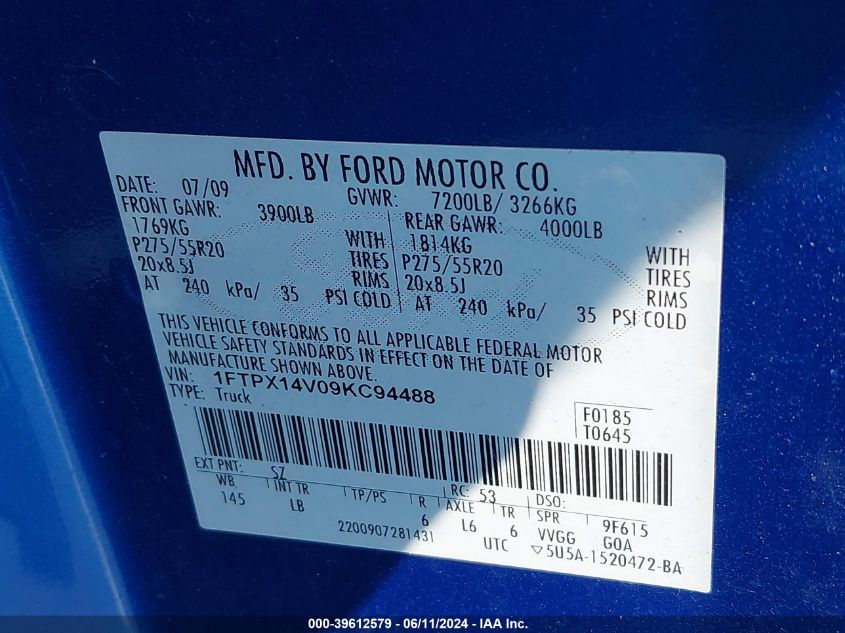 MFD. BY FORD MOTOR CO.
DATE: 07/09 GVWR: 7200LB/ 3266KG
FRONT GAWR: 3900LB REAR GAWR: 4000LB
1769KG WITH 1814KG WITH
P275/55R20 TIRES P275/55R20 TIRES
20x8.5J RIMS 20x8.5J RIMS
AT 240 kPa/ 35 PSI COLD AT 240 kPa/ 35 PSI COLD
THIS VEHICLE CONFORMS TO ALL APPLICABLE FEDERAL MOTOR
VEHICLE SAFETY STANDARDS IN EFFECT ON THE DATE OF
MANUFACTURE SHOWN ABOVE.
VIN: 1FTPX14V09KC94488
TYPE: Truck
F0185
T0645
EXT PNT: SZ RC: 53 DSO:
WB INT TR TP/PS R AXLE TR SPR 9F615
145 LB 6 L6 6 VVGG GOA
2200907281431 UTC ▽5U5A-1520472-BA
000-39612579 - 06/11/2024 - IAA Inc.